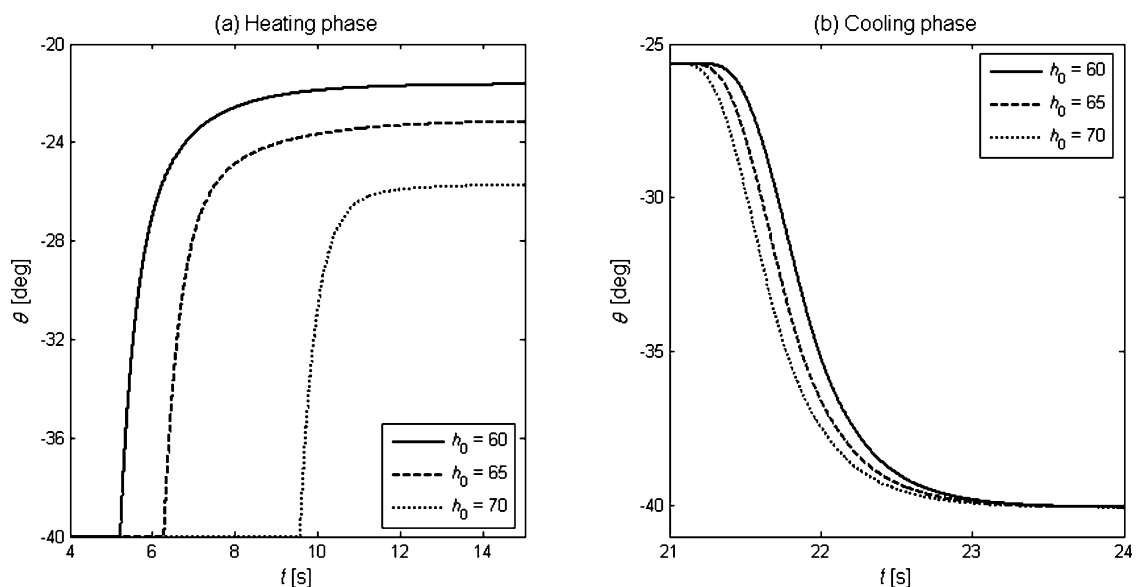 (a) Heating phase
-20
-24
-28
-32
-36
-40
4
6
8
10
12
14
θ [deg]
t [s]
h0 = 60
h0 = 65
h0 = 70
(b) Cooling phase
-25
-30
-35
-40
21
22
23
24
θ [deg]
t [s]
h0 = 60
h0 = 65
h0 = 70